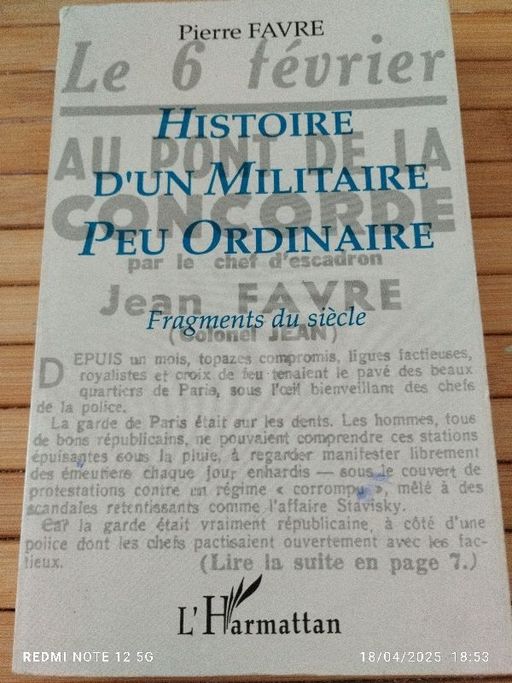 Pierre FAVRE
Le 6 février
HISTOIRE
AU PONT DE LA
D'UN MILITAIRE
CONCORDE
PEU ORDINAIRE
par le chef d'escadron
Jean FAVRE
Fragments du siècle
(Colonel JEAN)
DEPUIS un mois, topazes compromis, ligues factieuses,
royalistes et croix de feu tenaient le pavé des beaux
quartiers de Paris, sous l'œil bienveillant des chefs
de la police.
La garde de Paris était sur les dents. Les hommes, tous
de bons républicains, ne pouvaient comprendre ces stations
épuisantes sous la pluie, à regarder manifester librement
des émeutiers chaque jour enhardis — sous le couvert de
protestations contre un régime « corrompu », mêlé à des
scandales retentissants comme l'affaire Stavisky.
Car la garde était vraiment républicaine, à côté d'une
police dont les chefs pactisaient ouvertement avec les fac-
tieux.
(Lire la suite en page 7.)
L'Harmattan
REDMI NOTE 12 5G
18/04/2025 18:53